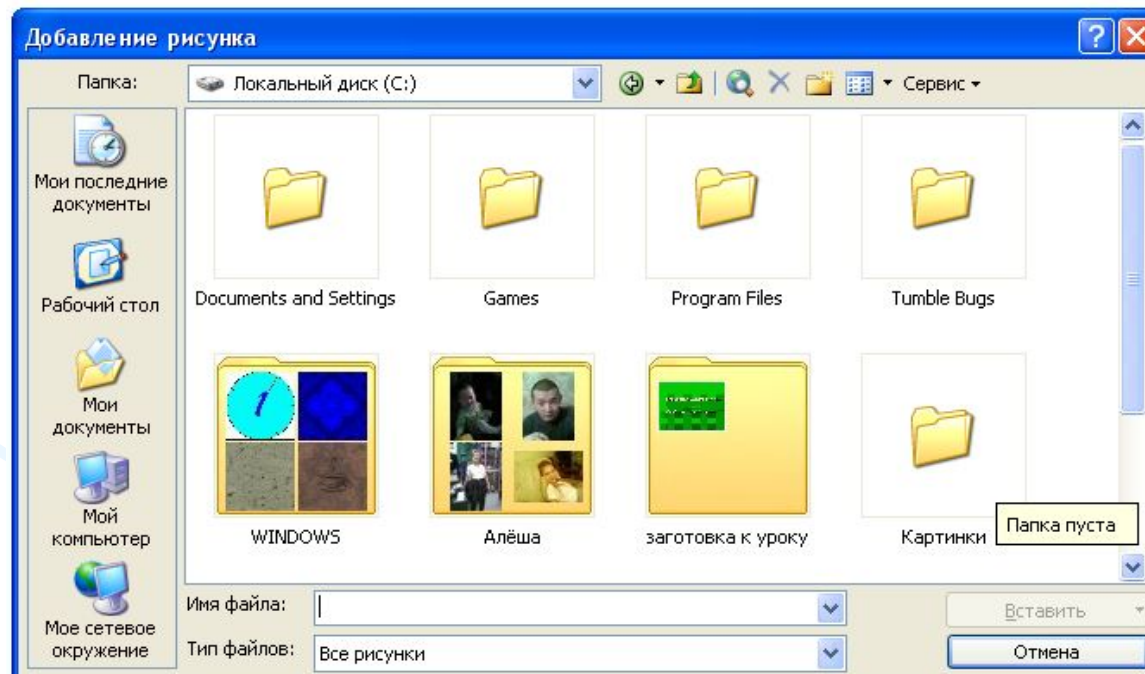 Добавление рисунка
Папка:
Локальный диск (C:)
Сервис
Мои последние
документы
Рабочий стол
Мои
документы
Мой
компьютер
Мое сетевое
окружение
Documents and Settings
Games
Program Files
Tumble Bugs
WINDOWS
Алёша
заготовка к уроку
Картинки
Папка пуста
Имя файла:
Вставить
Тип файлов:
Все рисунки
Отмена